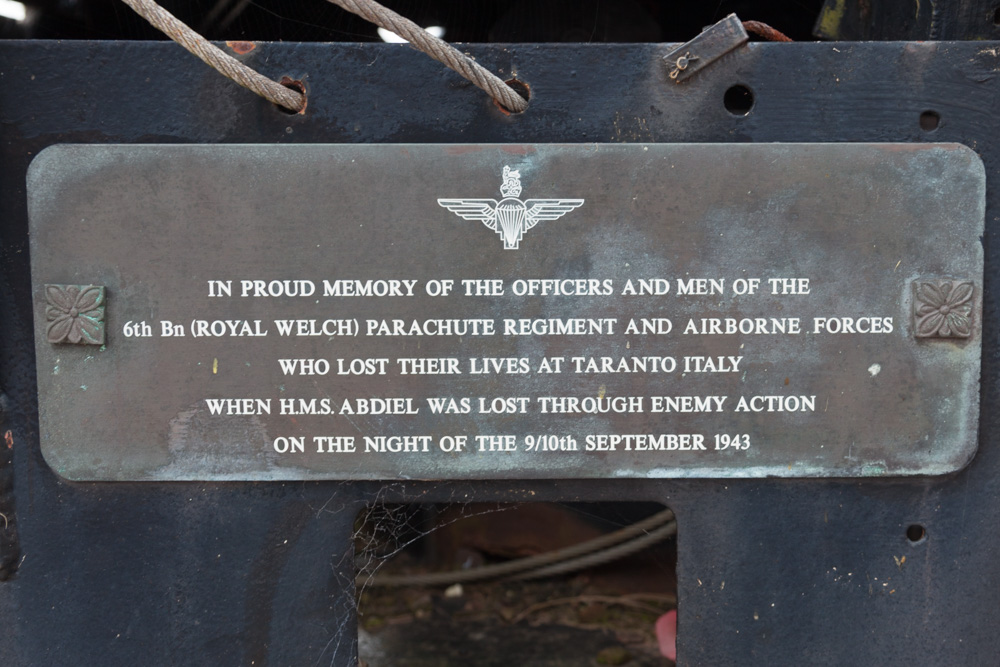 IN PROUD MEMORY OF THE OFFICERS AND MEN OF THE
6th Bn (ROYAL WELCH) PARACHUTE REGIMENT AND AIRBORNE FORCES
WHO LOST THEIR LIVES AT TARANTO ITALY
WHEN H.M.S. ABDIEL WAS LOST THROUGH ENEMY ACTION
ON THE NIGHT OF THE 9/10th SEPTEMBER 1943